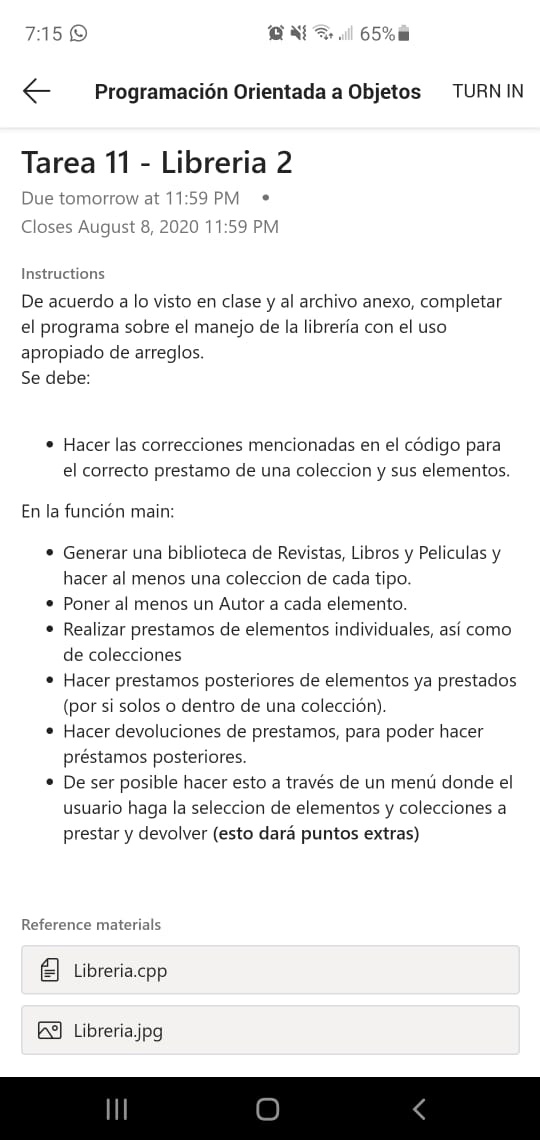 7:15
65%
Programación Orientada a Objetos TURN IN
Tarea 11 - Libreria 2
Due tomorrow at 11:59 PM •
Closes August 8, 2020 11:59 PM
Instructions
De acuerdo a lo visto en clase y al archivo anexo, completar
el programa sobre el manejo de la librería con el uso
apropiado de arreglos.
Se debe:
• Hacer las correcciones mencionadas en el código para
el correcto prestamo de una coleccion y sus elementos.
En la función main:
• Generar una biblioteca de Revistas, Libros y Peliculas y
hacer al menos una coleccion de cada tipo.
• Poner al menos un Autor a cada elemento.
• Realizar prestamos de elementos individuales, así como
de colecciones
• Hacer prestamos posteriores de elementos ya prestados
(por si solos o dentro de una colección).
• Hacer devoluciones de prestamos, para poder hacer
préstamos posteriores.
• De ser posible hacer esto a través de un menú donde el
usuario haga la seleccion de elementos y colecciones a
prestar y devolver (esto dará puntos extras)
Reference materials
Libreria.cpp
Libreria.jpg